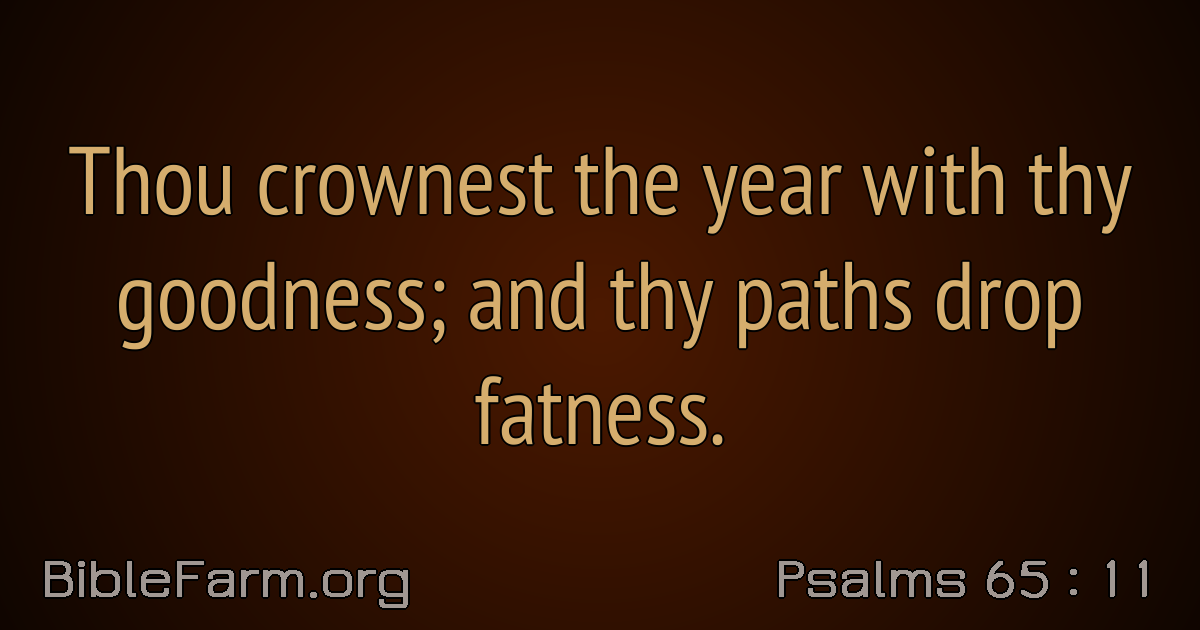 Thou crownest the year with thy
goodness; and thy paths drop
fatness.
BibleFarm.org
Psalms 65 : 11